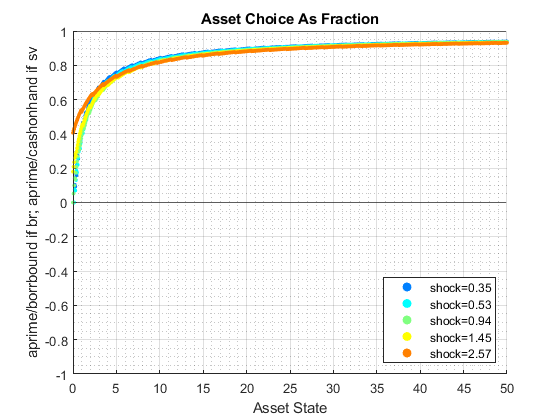 Asset Choice As Fraction
aprime/borrbound if br; aprime/cashonhand if sv
1
0.8
0.6
0.4
0.2
0
-0.2
-0.4
-0.6
-0.8
-1
0 5 10 15 20 25 30 35 40 45 50
Asset State
shock=0.35
shock=0.53
shock=0.94
shock=1.45
shock=2.57